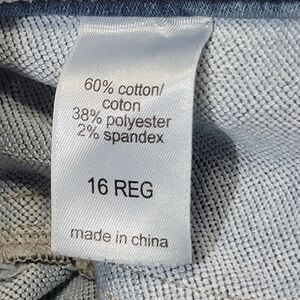 60% cotton/
coton
38% polyester
2% spandex
16 REG
made in china